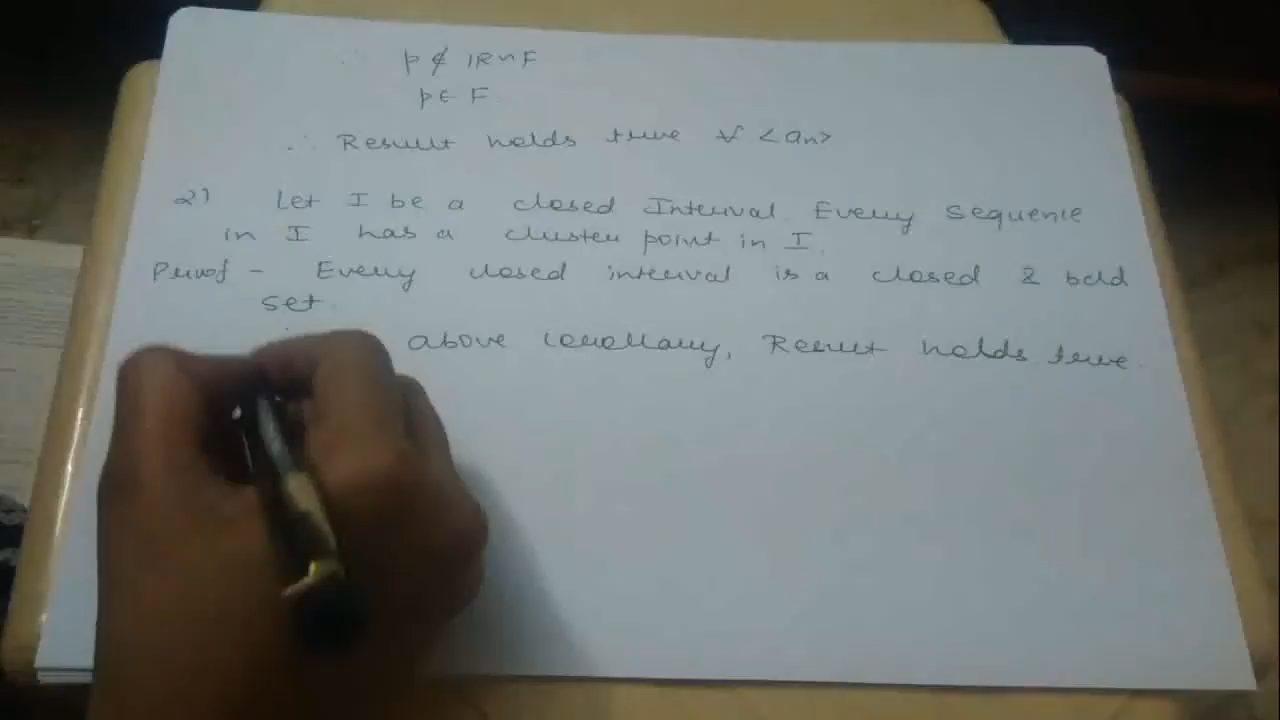 p ∉ IR~F
p ∈ F
∴ Result holds true ∀ <an>
2) Let I be a closed Interval. Every sequence
in I has a cluster point in I.
Proof - Every closed interval is a closed & bdd
set.
above corollary, Result holds true.